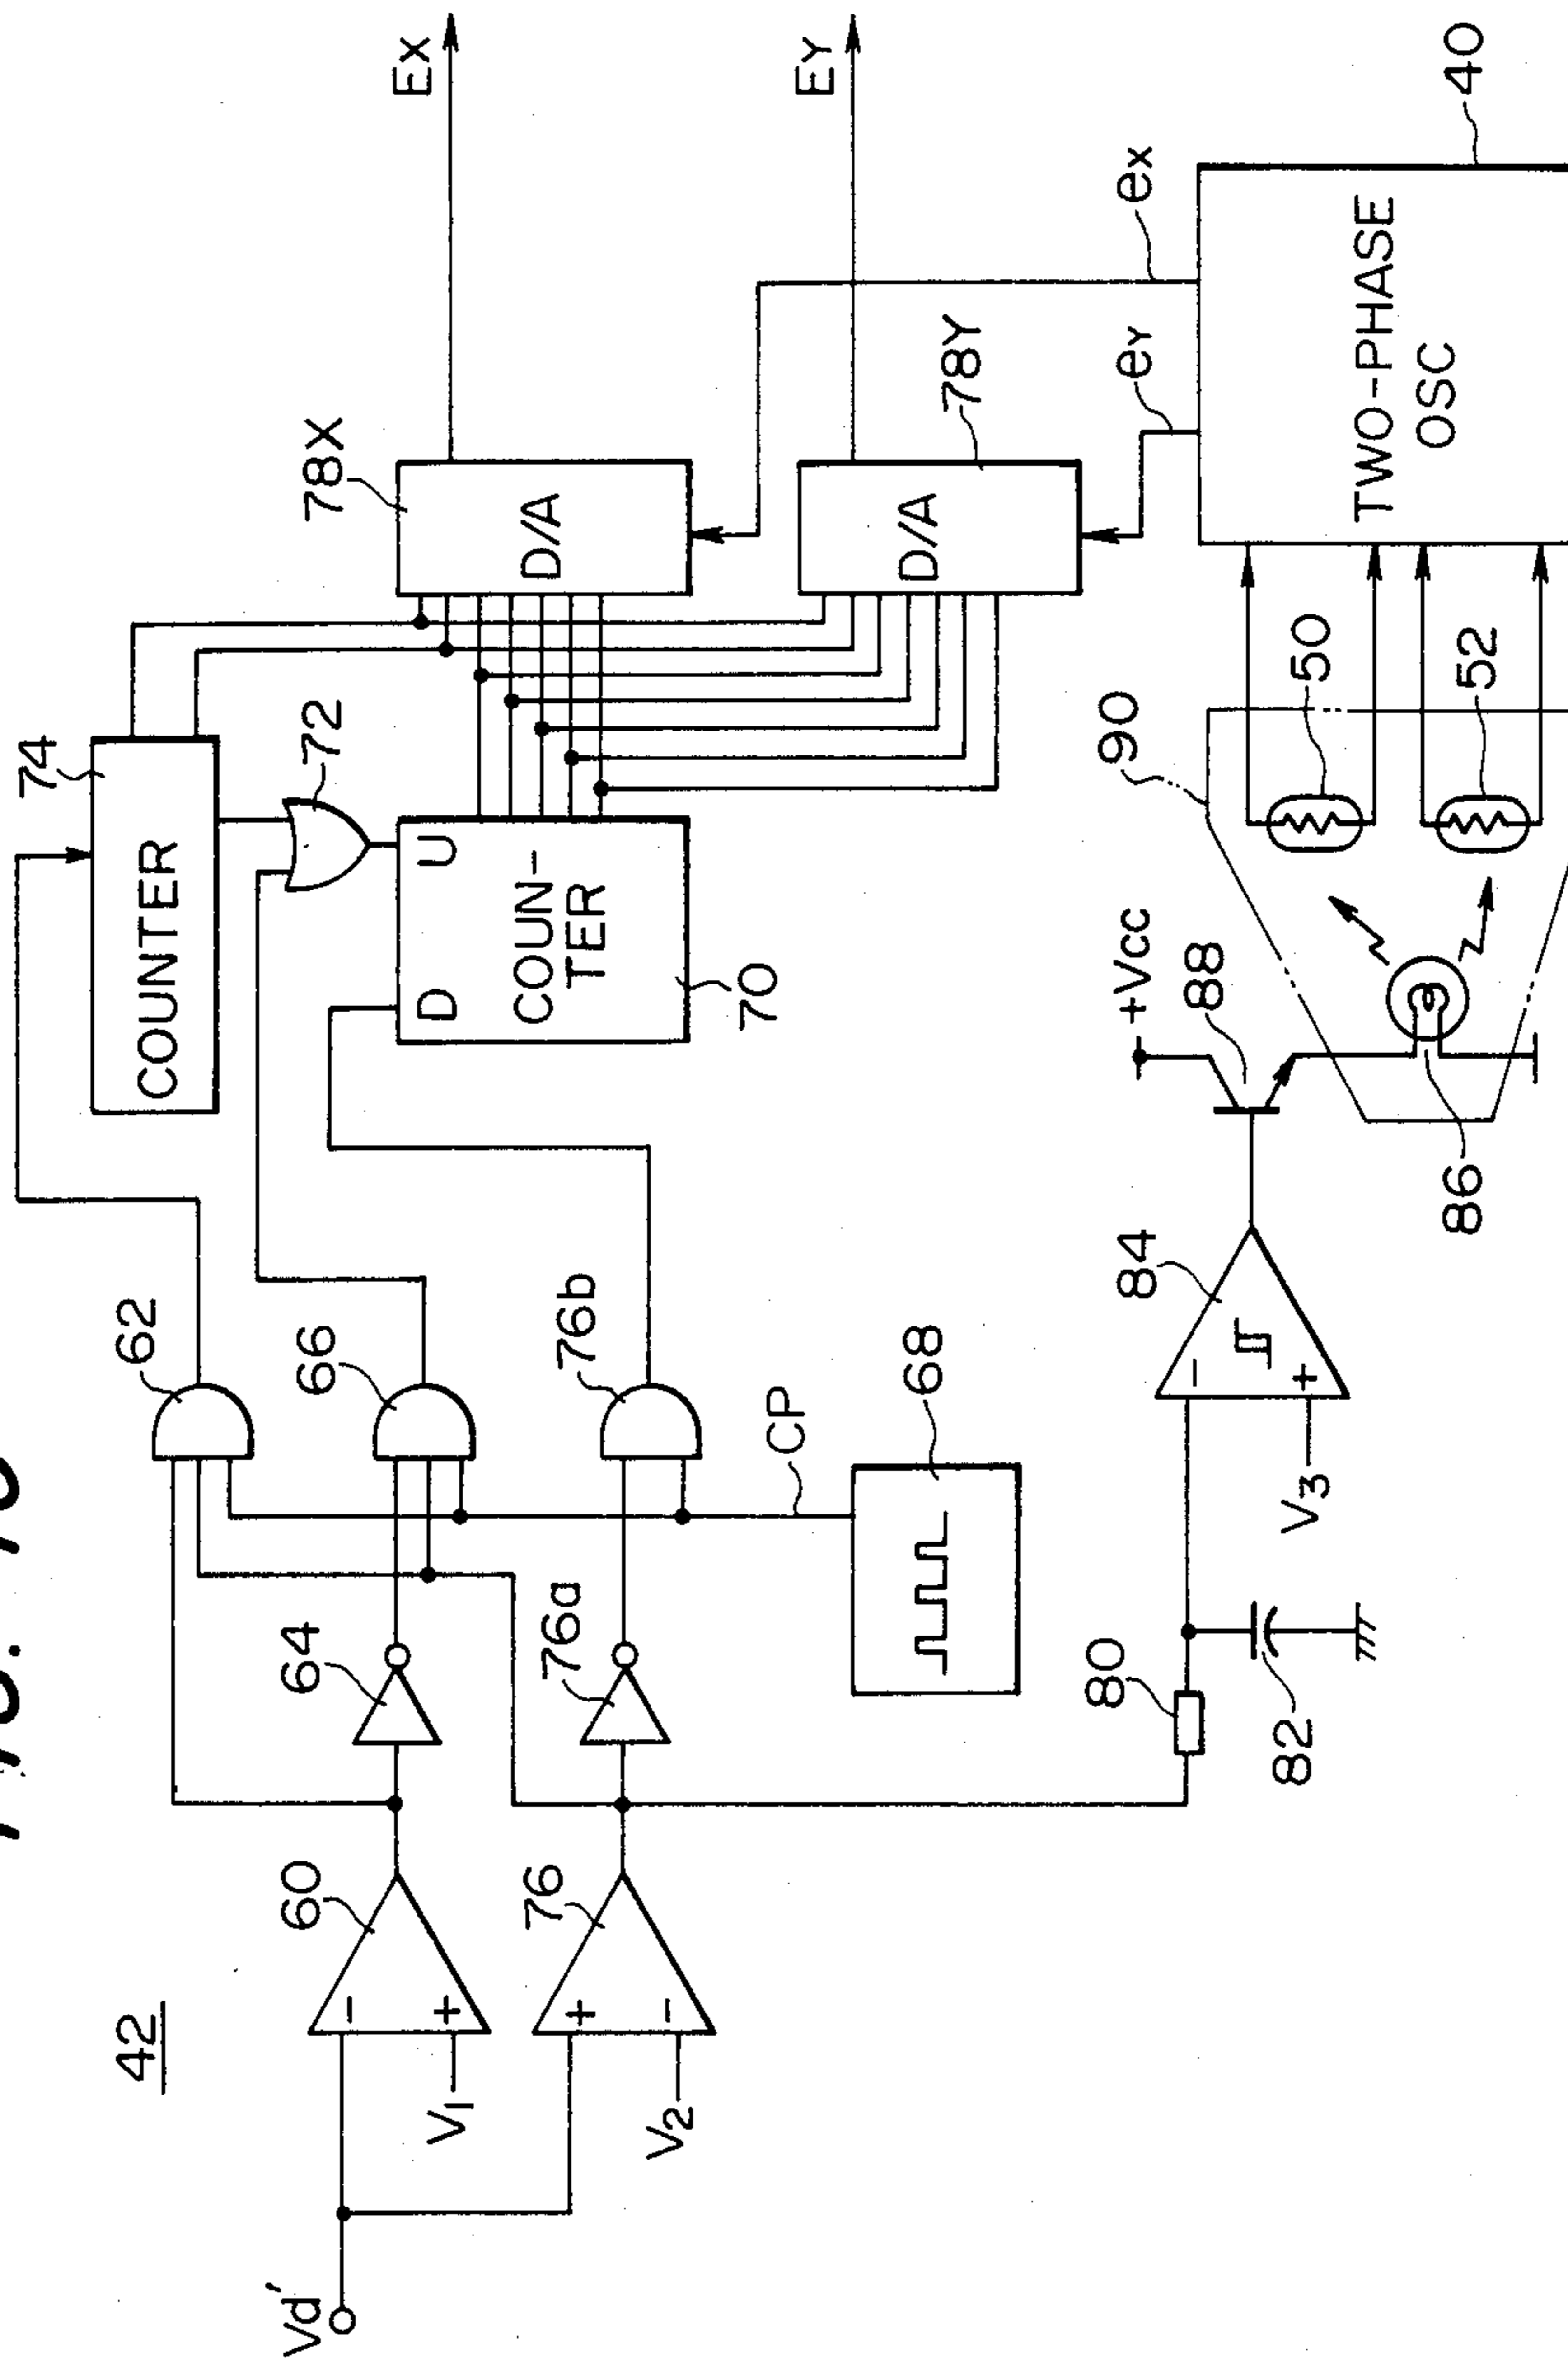 42
Vd'
V1
V2
60
76
64
76a
62
66
76b
CP
68
74
COUNTER
72
D
U
COUN-
TER
70
78X
D/A
EX
78Y
D/A
EY
eX
eY
80
82
V3
84
88
+Vcc
86
90
50
52
TWO-PHASE
OSC
40
-
+
+
-
-
+